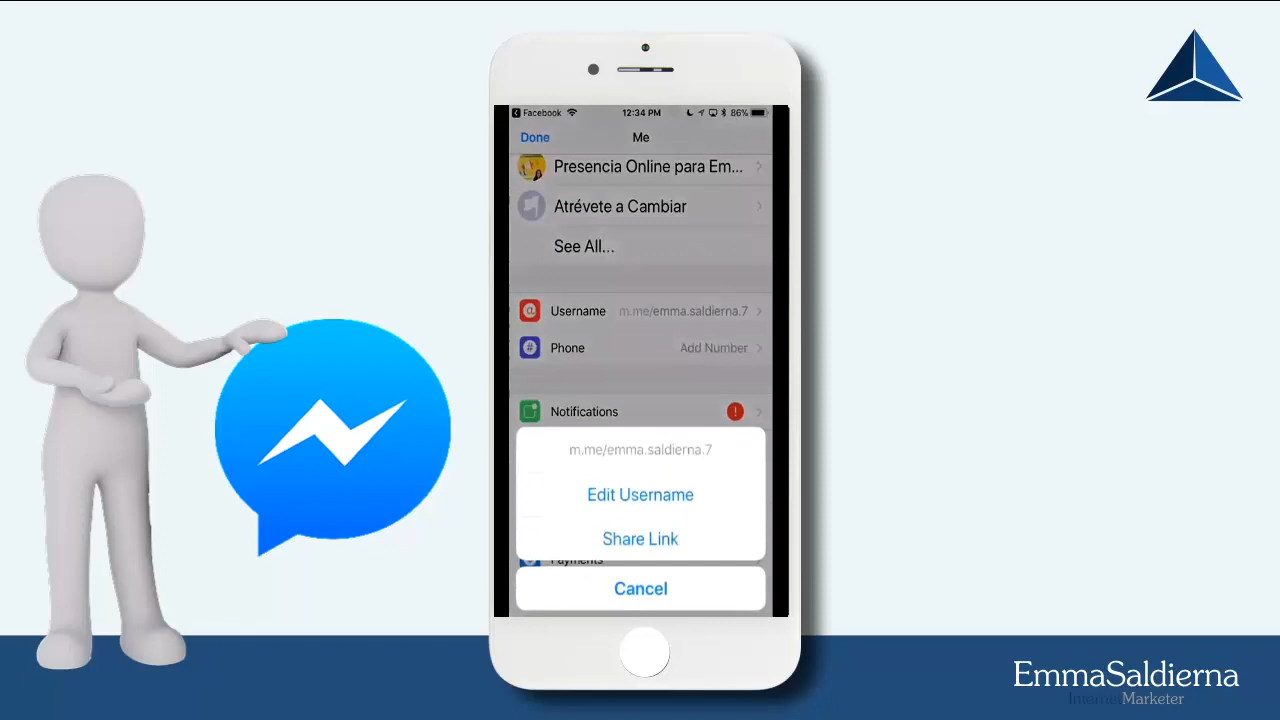 Facebook 12:34 PM 86%
Done Me
Presencia Online para Em...
Atrévete a Cambiar
See All...
Username m.me/emma.saldierna.7
Phone Add Number
Notifications
m.me/emma.saldierna.7
Edit Username
Share Link
Payments
Cancel
EmmaSaldierna
Internet Marketer